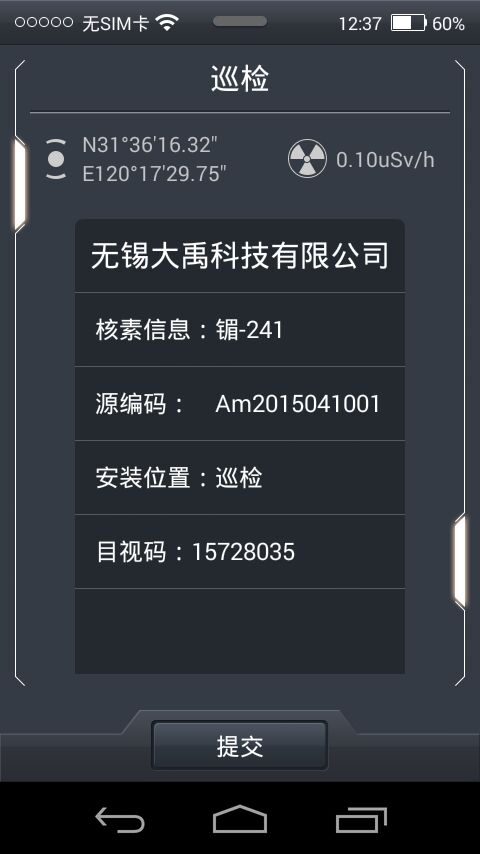 无SIM卡 12:37 60%
巡检
N31°36'16.32"
E120°17'29.75"
0.10uSv/h
无锡大禹科技有限公司
核素信息：镅-241
源编码： Am2015041001
安装位置：巡检
目视码：15728035
提交